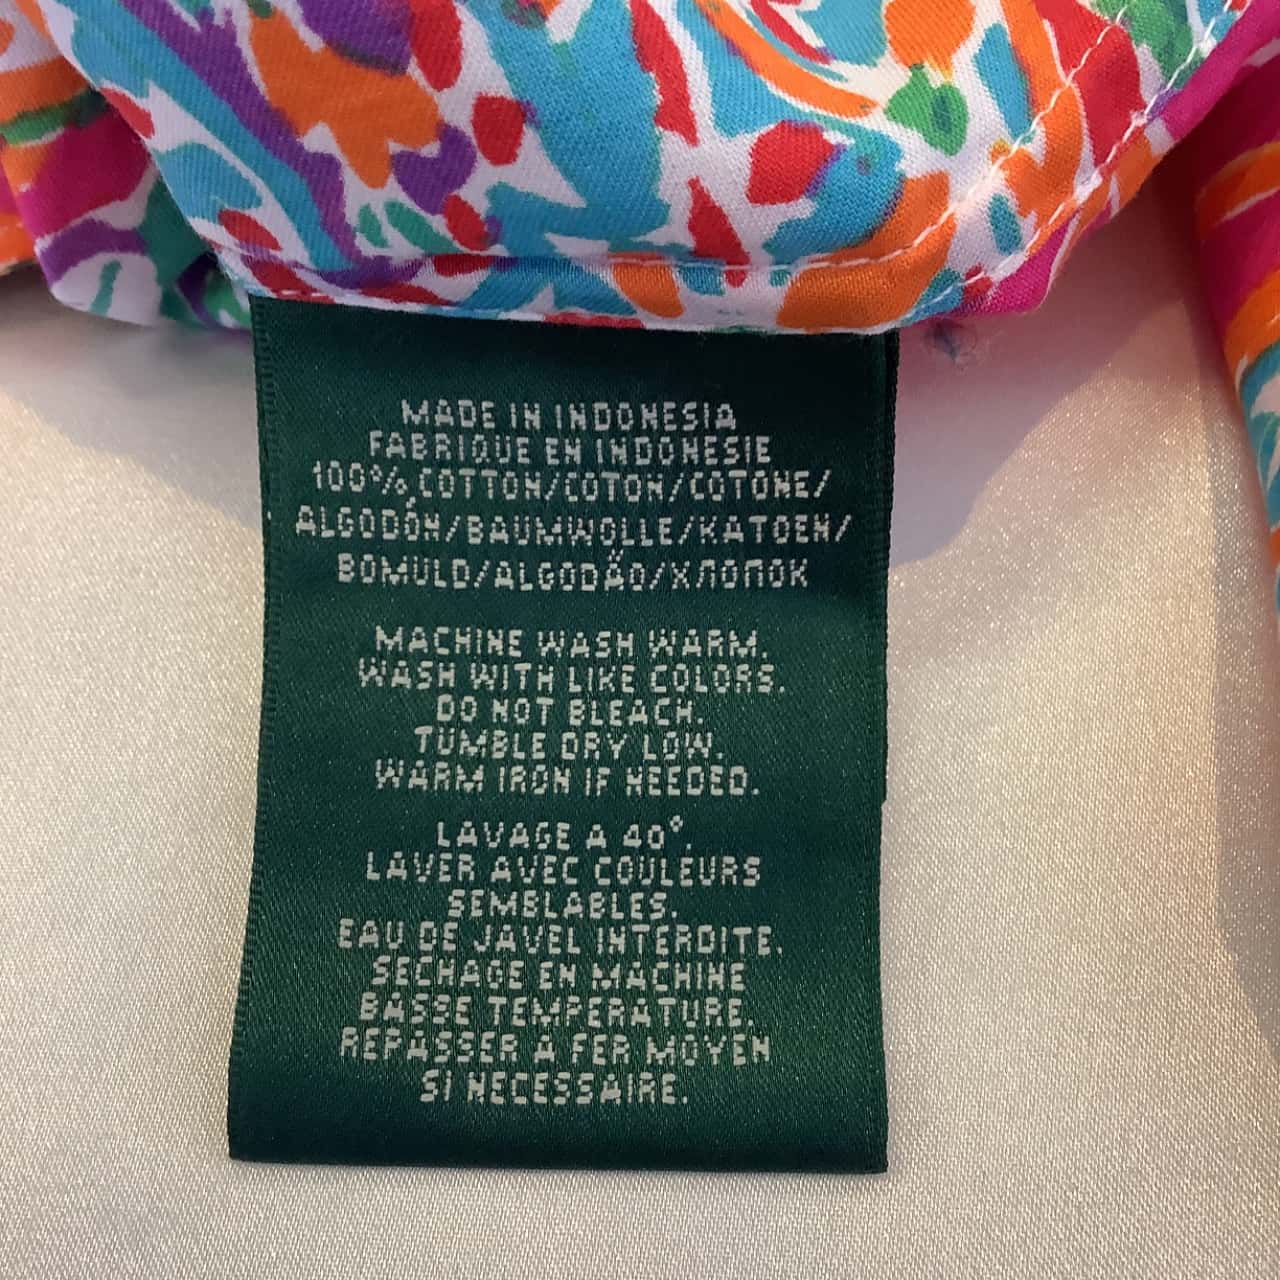 MADE IN INDONESIA
FABRIQUE EN INDONESIE
100% COTTON/COTON/COTONE/
ALGODÓN/BAUMWOLLE/KATOEN/
BOMULD/ALGODÃO/ХЛОПОК
MACHINE WASH WARM.
WASH WITH LIKE COLORS.
DO NOT BLEACH.
TUMBLE DRY LOW.
WARM IRON IF NEEDED.
LAVAGE A 40°.
LAVER AVEC COULEURS
SEMBLABLES.
EAU DE JAVEL INTERDITE.
SECHAGE EN MACHINE
BASSE TEMPERATURE.
REPASSER A FER MOYEN
SI NECESSAIRE.